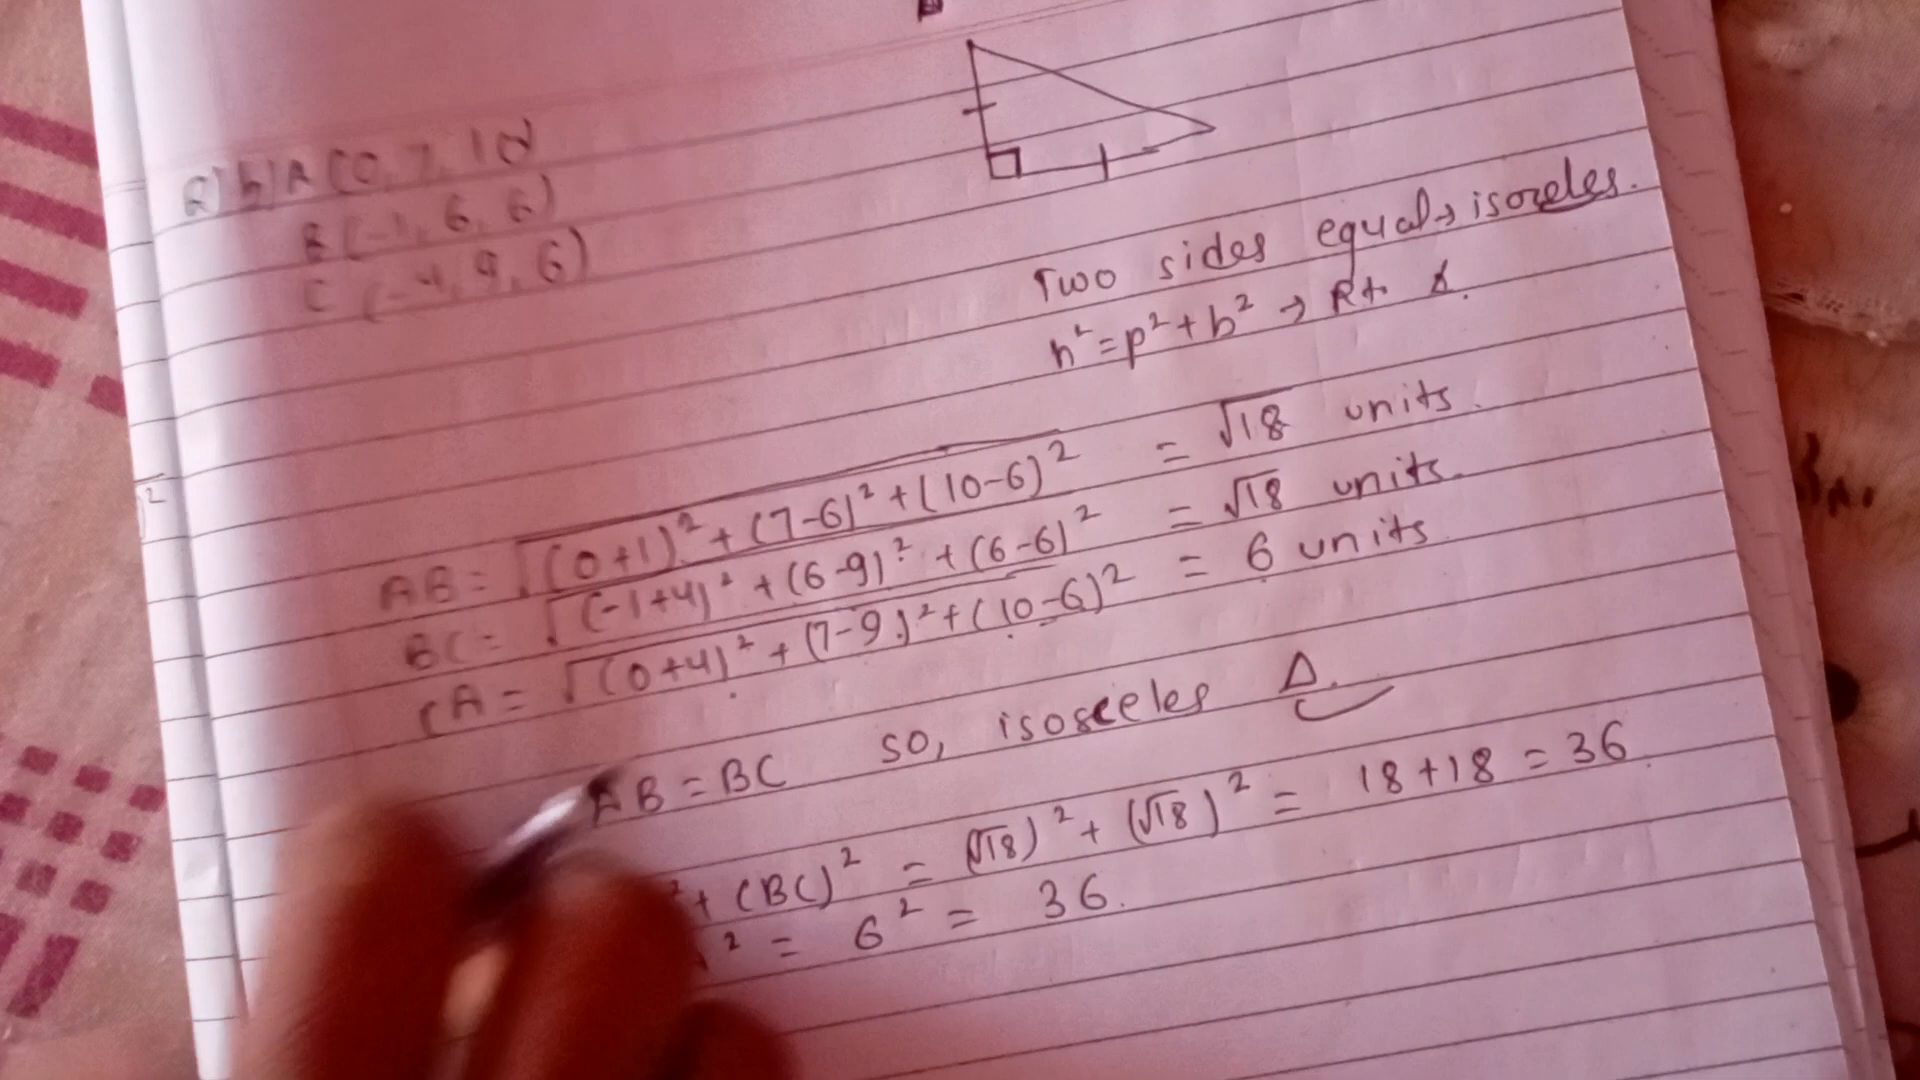 2) b) A (0, 7, 10)
B (-1, 6, 6)
C (-4, 9, 6)
Two sides equal → isoceles.
h² = p² + b² → Rt. Δ.
AB = √(0+1)² + (7-6)² + (10-6)² = √18 units.
BC = √(-1+4)² + (6-9)² + (6-6)² = √18 units.
CA = √(0+4)² + (7-9)² + (10-6)² = 6 units
AB = BC so, isosceles Δ.
² + (BC)² = (√18)² + (√18)² = 18+18 = 36.
² = 6² = 36.
)²